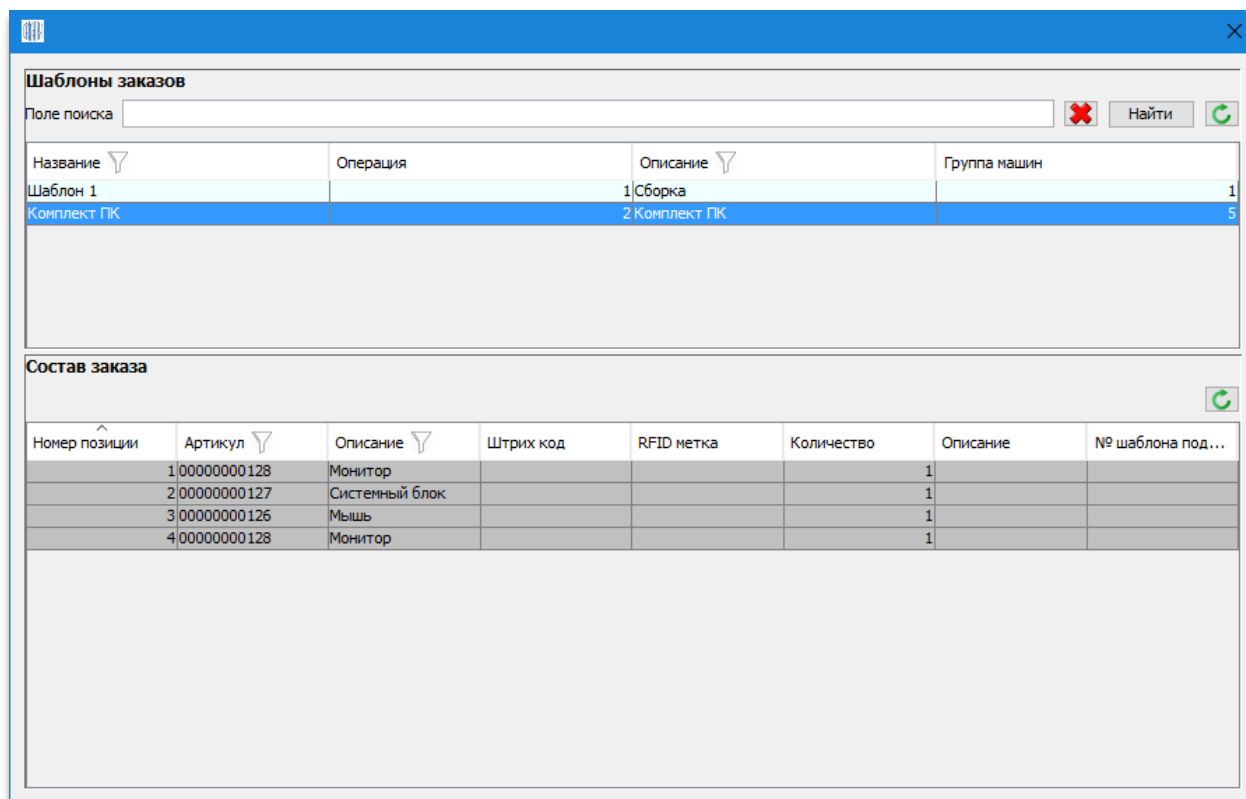 Шаблоны заказов
Поле поиска Найти
Название Операция Описание Группа машин
Шаблон 1 1 Сборка 1
Комплект ПК 2 Комплект ПК 5
Состав заказа
Номер позиции Артикул Описание Штрих код RFID метка Количество Описание № шаблона под...
1 00000000128 Монитор 1
2 00000000127 Системный блок 1
3 00000000126 Мышь 1
4 00000000128 Монитор 1